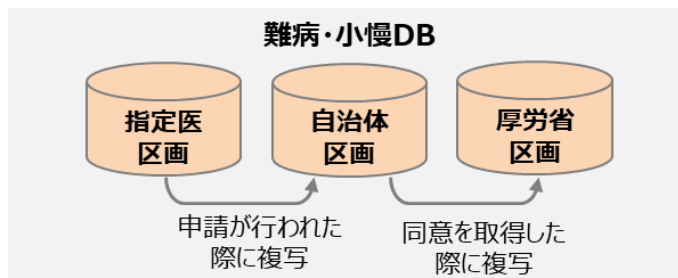 難病・小慢DB
指定医
区画
自治体
区画
厚労省
区画
申請が行われた
際に複写
同意を取得した
際に複写